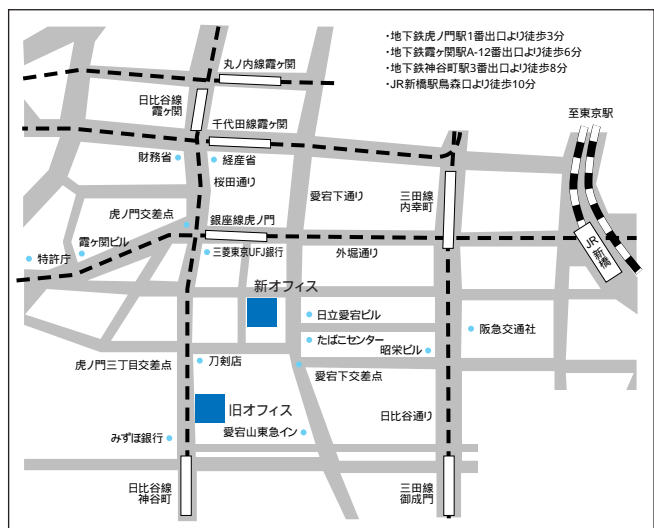 ・地下鉄虎ノ門駅1番出口より徒歩3分
・地下鉄霞ヶ関駅A-12番出口より徒歩6分
・地下鉄神谷町駅3番出口より徒歩8分
・JR新橋駅烏森口より徒歩10分
丸ノ内線霞ヶ関
日比谷線
霞ヶ関
千代田線霞ヶ関
至東京駅
財務省
経産省
桜田通り
愛宕下通り
三田線
内幸町
虎ノ門交差点
銀座線虎ノ門
霞ヶ関ビル
特許庁
三菱東京UFJ銀行
外堀通り
JR新橋
新オフィス
日立愛宕ビル
阪急交通社
たばこセンター
昭栄ビル
虎ノ門三丁目交差点
刀剣店
愛宕下交差点
旧オフィス
日比谷通り
みずほ銀行
愛宕山東急イン
日比谷線
神谷町
三田線
御成門